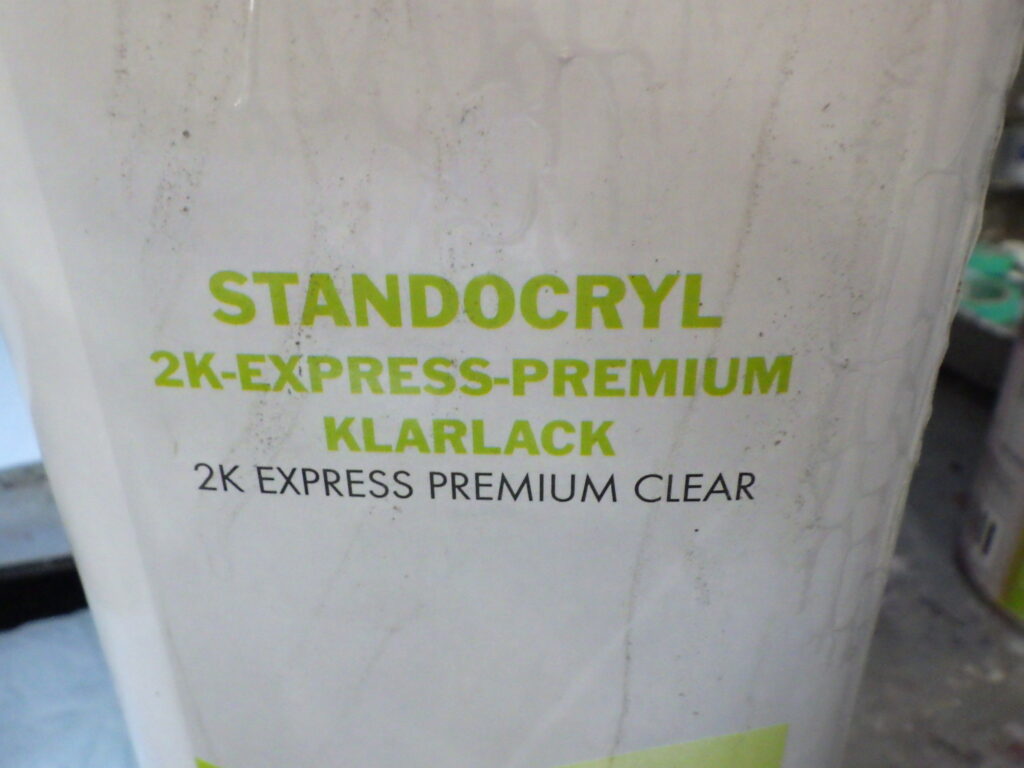 STANDOCRYL
2K-EXPRESS-PREMIUM
KLARLACK
2K EXPRESS PREMIUM CLEAR